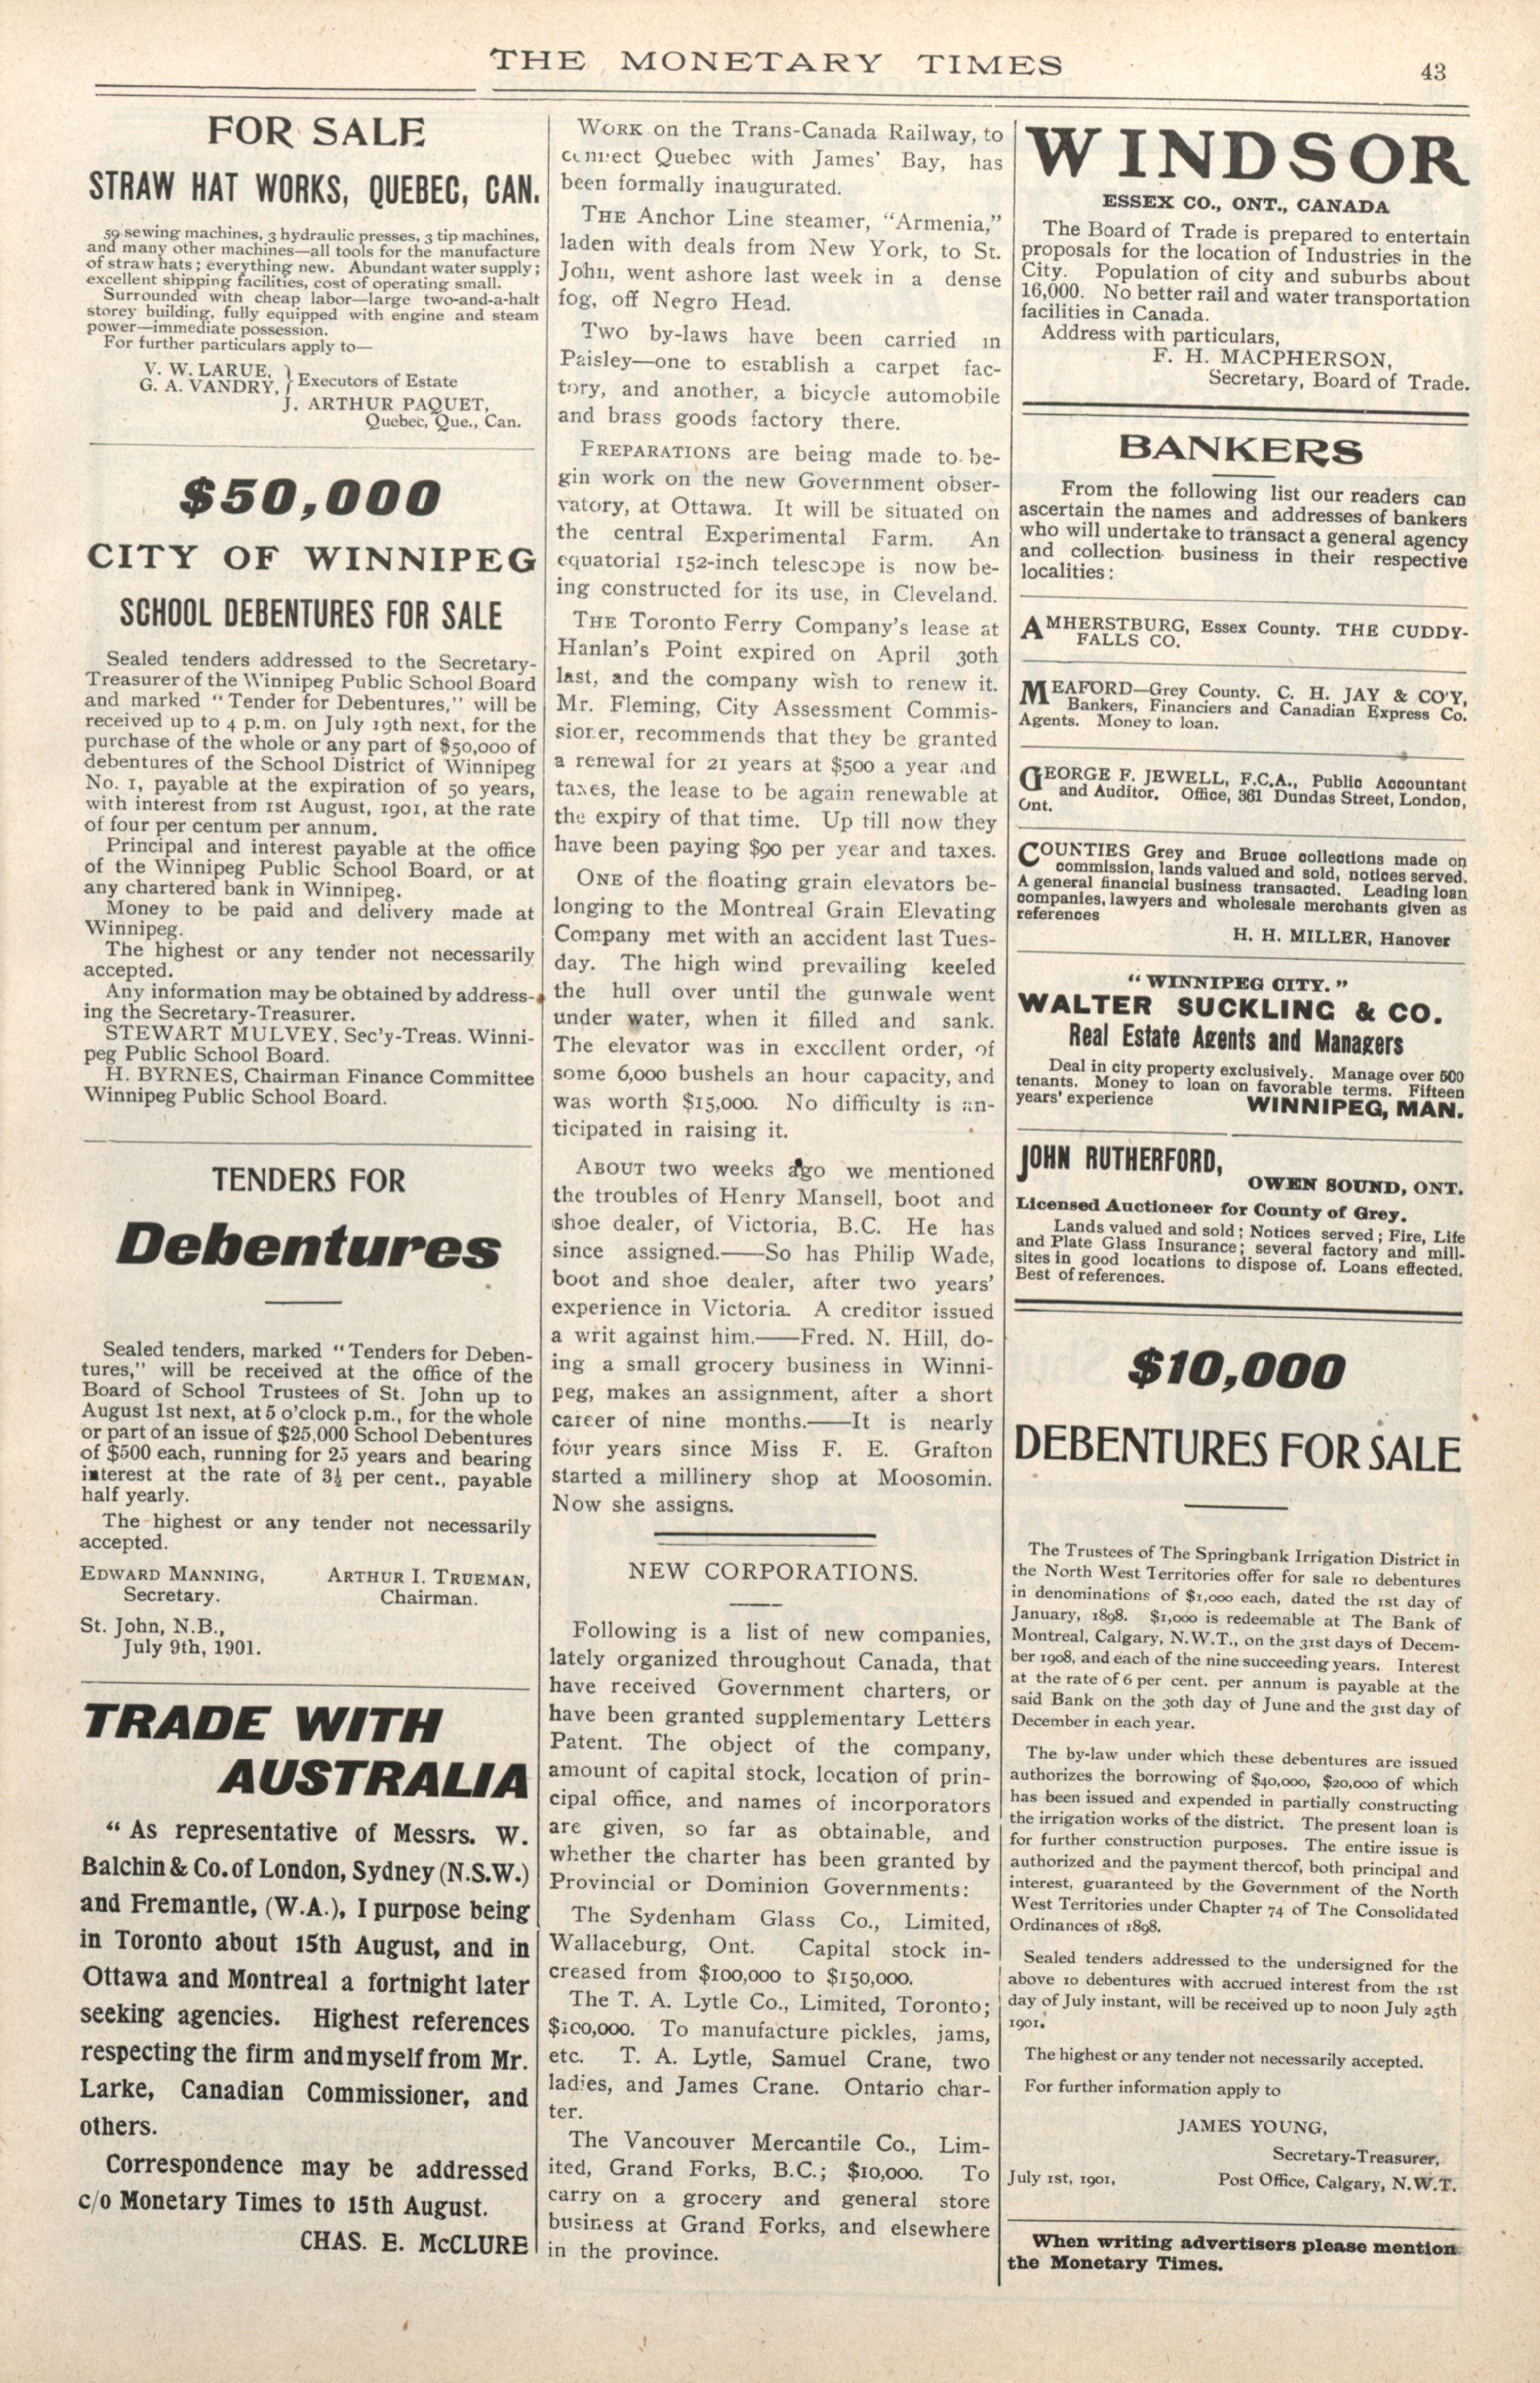 THE MONETARY TIMES
43
FOR SALE
STRAW HAT WORKS, QUEBEC, CAN.
59 sewing machines, 3 hydraulic presses, 3 tip machines,
and many other machines—all tools for the manufacture
of straw hats; everything new. Abundant water supply;
excellent shipping facilities, cost of operating small.
Surrounded with cheap labor—large two-and-a-halt
storey building, fully equipped with engine and steam
power—immediate possession.
For further particulars apply to—
V. W. LARUE,
G. A. VANDRY, } Executors of Estate
J. ARTHUR PAQUET,
Quebec, Que., Can.
$50,000
CITY OF WINNIPEG
SCHOOL DEBENTURES FOR SALE
Sealed tenders addressed to the Secretary-
Treasurer of the Winnipeg Public School Board
and marked "Tender for Debentures," will be
received up to 4 p.m. on July 19th next, for the
purchase of the whole or any part of $50,000 of
debentures of the School District of Winnipeg
No. 1, payable at the expiration of 50 years,
with interest from 1st August, 1901, at the rate
of four per centum per annum.
Principal and interest payable at the office
of the Winnipeg Public School Board, or at
any chartered bank in Winnipeg.
Money to be paid and delivery made at
Winnipeg.
The highest or any tender not necessarily
accepted.
Any information may be obtained by address-
ing the Secretary-Treasurer.
STEWART MULVEY, Sec'y-Treas. Winni-
peg Public School Board.
H. BYRNES, Chairman Finance Committee
Winnipeg Public School Board.
TENDERS FOR
Debentures
Sealed tenders, marked "Tenders for Deben-
tures," will be received at the office of the
Board of School Trustees of St. John up to
August 1st next, at 5 o'clock p.m., for the whole
or part of an issue of $25,000 School Debentures
of $500 each, running for 25 years and bearing
interest at the rate of 3½ per cent., payable
half yearly.
The highest or any tender not necessarily
accepted.
EDWARD MANNING, ARTHUR I. TRUEMAN,
Secretary. Chairman.
St. John, N.B.,
July 9th, 1901.
TRADE WITH
AUSTRALIA
"As representative of Messrs. W.
Balchin & Co. of London, Sydney (N.S.W.)
and Fremantle, (W.A.), I purpose being
in Toronto about 15th August, and in
Ottawa and Montreal a fortnight later
seeking agencies. Highest references
respecting the firm and myself from Mr.
Larke, Canadian Commissioner, and
others.
Correspondence may be addressed
c/o Monetary Times to 15th August.
CHAS. E. McCLURE
WORK on the Trans-Canada Railway, to
connect Quebec with James' Bay, has
been formally inaugurated.
THE Anchor Line steamer, "Armenia,"
laden with deals from New York, to St.
John, went ashore last week in a dense
fog, off Negro Head.
TWO by-laws have been carried in
Paisley—one to establish a carpet fac-
tory, and another, a bicycle automobile
and brass goods factory there.
PREPARATIONS are being made to be-
gin work on the new Government obser-
vatory, at Ottawa. It will be situated on
the central Experimental Farm. An
equatorial 152-inch telescope is now be-
ing constructed for its use, in Cleveland.
THE Toronto Ferry Company's lease at
Hanlan's Point expired on April 30th
last, and the company wish to renew it.
Mr. Fleming, City Assessment Commis-
sioner, recommends that they be granted
a renewal for 21 years at $500 a year and
taxes, the lease to be again renewable at
the expiry of that time. Up till now they
have been paying $90 per year and taxes.
ONE of the floating grain elevators be-
longing to the Montreal Grain Elevating
Company met with an accident last Tues-
day. The high wind prevailing keeled
the hull over until the gunwale went
under water, when it filled and sank.
The elevator was in excellent order, of
some 6,000 bushels an hour capacity, and
was worth $15,000. No difficulty is an-
ticipated in raising it.
ABOUT two weeks ago we mentioned
the troubles of Henry Mansell, boot and
shoe dealer, of Victoria, B.C. He has
since assigned.——So has Philip Wade,
boot and shoe dealer, after two years'
experience in Victoria. A creditor issued
a writ against him.——Fred. N. Hill, do-
ing a small grocery business in Winni-
peg, makes an assignment, after a short
career of nine months.——It is nearly
four years since Miss F. E. Grafton
started a millinery shop at Moosomin.
Now she assigns.
NEW CORPORATIONS.
Following is a list of new companies,
lately organized throughout Canada, that
have received Government charters, or
have been granted supplementary Letters
Patent. The object of the company,
amount of capital stock, location of prin-
cipal office, and names of incorporators
are given, so far as obtainable, and
whether the charter has been granted by
Provincial or Dominion Governments:
The Sydenham Glass Co., Limited,
Wallaceburg, Ont. Capital stock in-
creased from $100,000 to $150,000.
The T. A. Lytle Co., Limited, Toronto;
$100,000. To manufacture pickles, jams,
etc. T. A. Lytle, Samuel Crane, two
ladies, and James Crane. Ontario char-
ter.
The Vancouver Mercantile Co., Lim-
ited, Grand Forks, B.C.; $10,000. To
carry on a grocery and general store
business at Grand Forks, and elsewhere
in the province.
WINDSOR
ESSEX CO., ONT., CANADA
The Board of Trade is prepared to entertain
proposals for the location of Industries in the
City. Population of city and suburbs about
16,000. No better rail and water transportation
facilities in Canada.
Address with particulars,
F. H. MACPHERSON,
Secretary, Board of Trade.
BANKERS
From the following list our readers can
ascertain the names and addresses of bankers
who will undertake to transact a general agency
and collection business in their respective
localities:
AMHERSTBURG, Essex County. THE CUDDY-
FALLS CO.
MEAFORD—Grey County. C. H. JAY & CO'Y,
Bankers, Financiers and Canadian Express Co.
Agents. Money to loan.
GEORGE F. JEWELL, F.C.A., Public Accountant
and Auditor. Office, 361 Dundas Street, London,
Ont.
COUNTIES Grey and Bruce collections made on
commission, lands valued and sold, notices served.
A general financial business transacted. Leading loan
companies, lawyers and wholesale merchants given as
references
H. H. MILLER, Hanover
"WINNIPEG CITY."
WALTER SUCKLING & CO.
Real Estate Agents and Managers
Deal in city property exclusively. Manage over 500
tenants. Money to loan on favorable terms. Fifteen
years' experience WINNIPEG, MAN.
JOHN RUTHERFORD,
OWEN SOUND, ONT.
Licensed Auctioneer for County of Grey.
Lands valued and sold; Notices served; Fire, Life
and Plate Glass Insurance; several factory and mill-
sites in good locations to dispose of. Loans effected.
Best of references.
$10,000
DEBENTURES FOR SALE
The Trustees of The Springbank Irrigation District in
the North West Territories offer for sale 10 debentures
in denominations of $1,000 each, dated the 1st day of
January, 1898. $1,000 is redeemable at The Bank of
Montreal, Calgary, N.W.T., on the 31st days of Decem-
ber 1908, and each of the nine succeeding years. Interest
at the rate of 6 per cent. per annum is payable at the
said Bank on the 30th day of June and the 31st day of
December in each year.
The by-law under which these debentures are issued
authorizes the borrowing of $40,000, $20,000 of which
has been issued and expended in partially constructing
the irrigation works of the district. The present loan is
for further construction purposes. The entire issue is
authorized and the payment thereof, both principal and
interest, guaranteed by the Government of the North
West Territories under Chapter 74 of The Consolidated
Ordinances of 1898.
Sealed tenders addressed to the undersigned for the
above 10 debentures with accrued interest from the 1st
day of July instant, will be received up to noon July 25th
1901.
The highest or any tender not necessarily accepted.
For further information apply to
JAMES YOUNG,
Secretary-Treasurer,
July 1st, 1901, Post Office, Calgary, N.W.T.
When writing advertisers please mention
the Monetary Times.